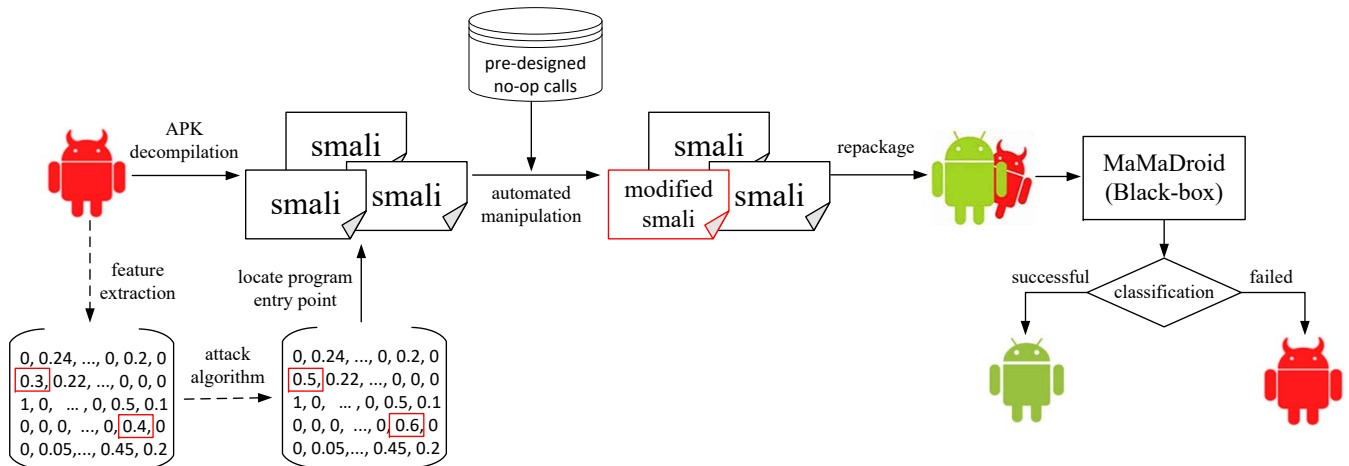 pre-designed
no-op calls
APK
decompilation
smali
smali
smali
automated
manipulation
smali
modified
smali
smali
repackage
MaMaDroid
(Black-box)
feature
extraction
locate program
entry point
successful
classification
failed
0, 0.24, ..., 0, 0.2, 0
0.3, 0.22, ..., 0, 0, 0
1, 0, ... , 0, 0.5, 0.1
0, 0, 0, ..., 0, 0.4, 0
0, 0.05,..., 0.45, 0.2
attack
algorithm
0, 0.24, ..., 0, 0.2, 0
0.5, 0.22, ..., 0, 0, 0
1, 0, ... , 0, 0.5, 0.1
0, 0, 0, ..., 0, 0.6, 0
0, 0.05,..., 0.45, 0.2